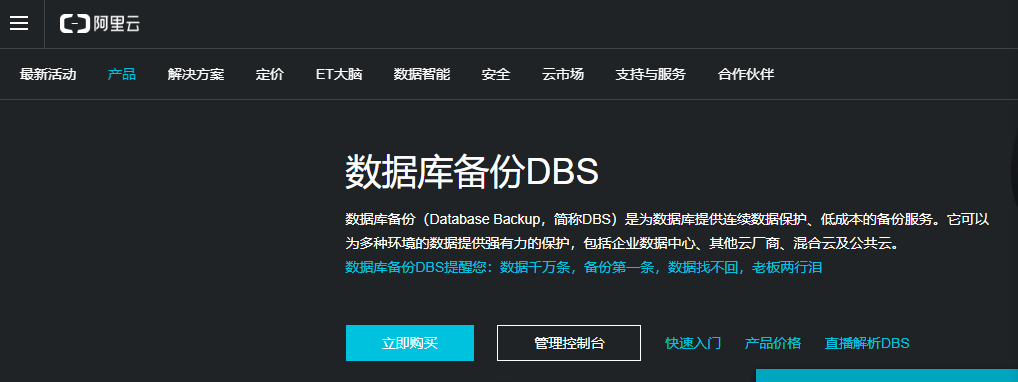 阿里云
最新活动 产品 解决方案 定价 ET大脑 数据智能 安全 云市场 支持与服务 合作伙伴
数据库备份DBS
数据库备份（Database Backup，简称DBS）是为数据库提供连续数据保护、低成本的备份服务。它可以
为多种环境的数据提供强有力的保护，包括企业数据中心、其他云厂商、混合云及公共云。
数据库备份DBS提醒您：数据千万条，备份第一条，数据找不回，老板两行泪
立即购买 管理控制台 快速入门 产品价格 直播解析DBS